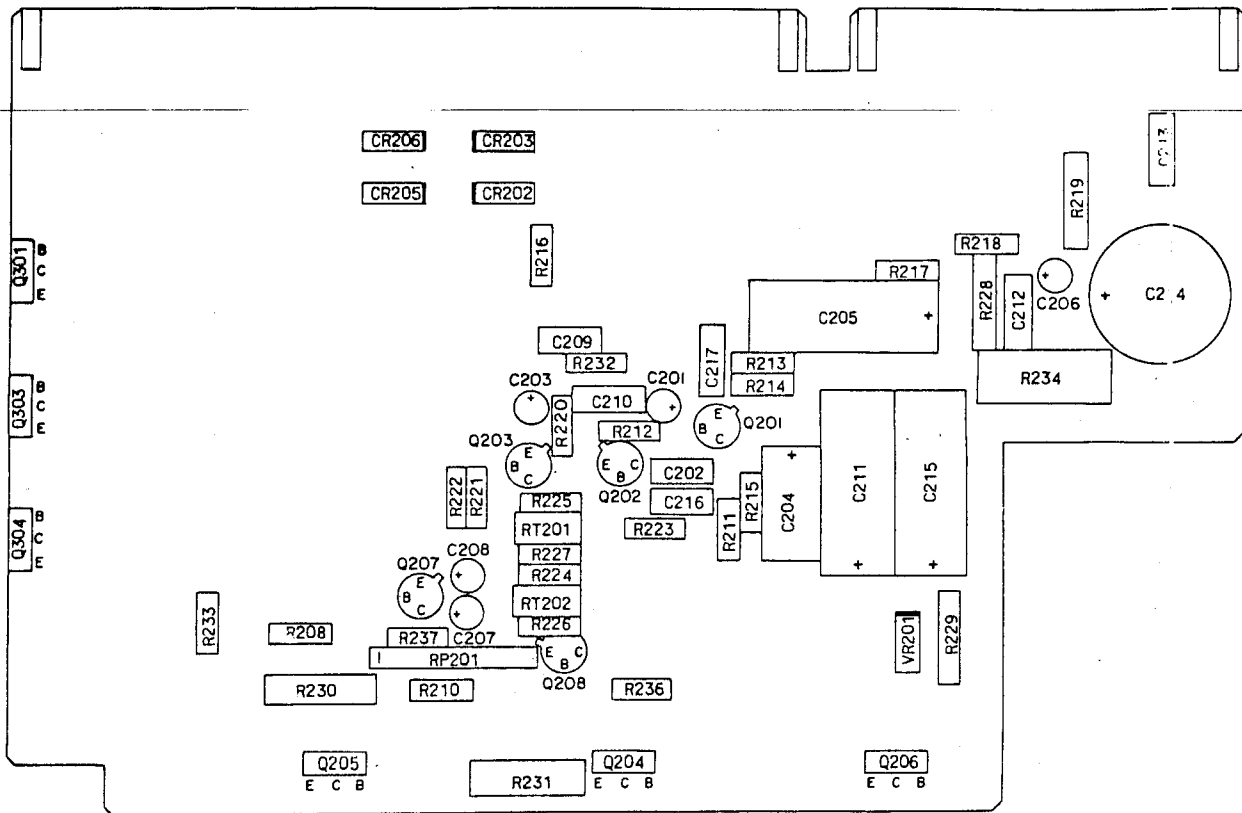 CR206
CR203
C213
CR205
CR202
R219
R216
R218
Q301
B
C
E
R217
R228
C212
+
C206
+
C2 4
C205
+
C209
R232
C217
R213
R214
R234
Q303
B
C
E
C203
+
R220
C210
C201
+
R212
E
B
C
Q201
Q203
E
B
C
E
C
B
Q202
C202
C216
R222
R221
R225
RT201
R223
R211
R215
+
C204
C211
+
C215
+
Q304
B
C
E
R227
R224
RT202
R226
Q207
E
B
C
C208
+
+
C207
R233
R208
R237
RP201
E
C
B
Q208
VR201
R229
R230
R210
R236
Q205
E C B
R231
Q204
E C B
Q206
E C B